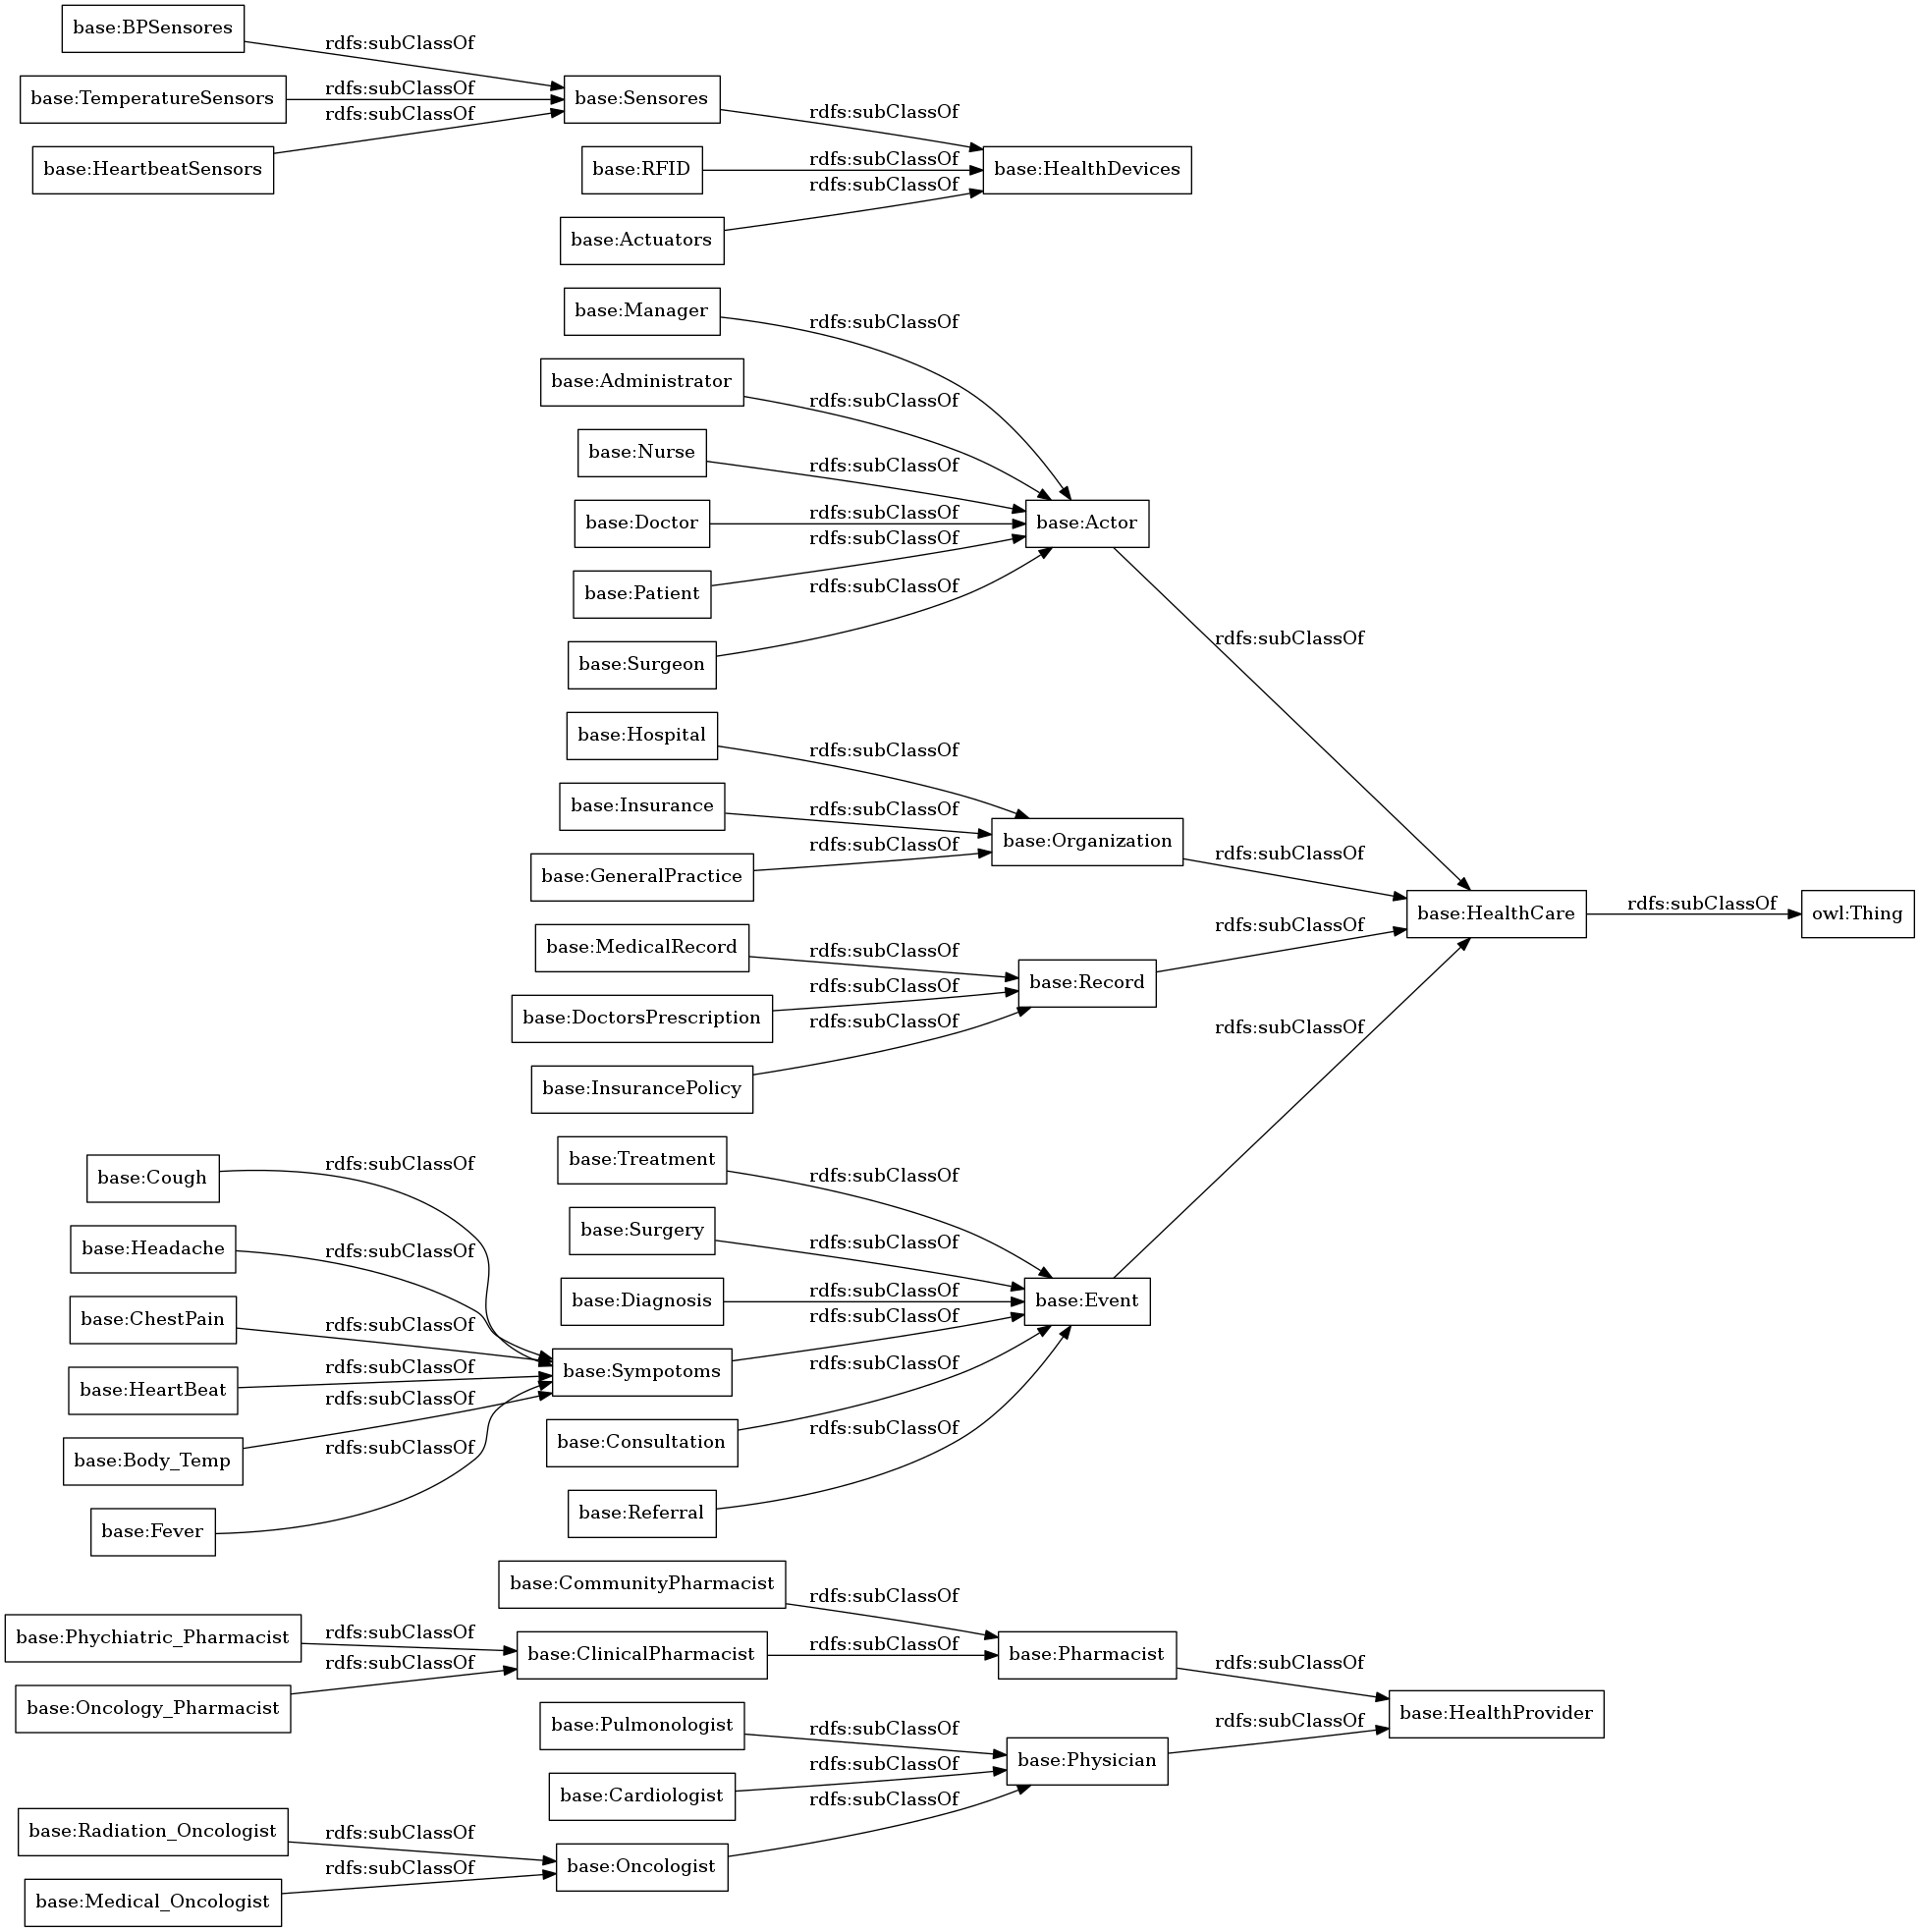 base:BPSensores
rdfs:subClassOf
base:TemperatureSensors
rdfs:subClassOf
base:Sensores
rdfs:subClassOf
rdfs:subClassOf
base:HeartbeatSensors
base:RFID
rdfs:subClassOf
base:HealthDevices
rdfs:subClassOf
base:Actuators
base:Manager
rdfs:subClassOf
base:Administrator
rdfs:subClassOf
base:Nurse
rdfs:subClassOf
base:Doctor
rdfs:subClassOf
base:Actor
rdfs:subClassOf
base:Patient
rdfs:subClassOf
rdfs:subClassOf
base:Surgeon
base:Hospital
rdfs:subClassOf
base:Insurance
rdfs:subClassOf
base:Organization
rdfs:subClassOf
rdfs:subClassOf
base:GeneralPractice
base:HealthCare
rdfs:subClassOf
owl:Thing
base:MedicalRecord
rdfs:subClassOf
rdfs:subClassOf
base:Record
rdfs:subClassOf
base:DoctorsPrescription
rdfs:subClassOf
rdfs:subClassOf
base:InsurancePolicy
base:Treatment
rdfs:subClassOf
base:Cough
rdfs:subClassOf
base:Surgery
rdfs:subClassOf
base:Headache
rdfs:subClassOf
base:Diagnosis
rdfs:subClassOf
base:Event
rdfs:subClassOf
base:ChestPain
rdfs:subClassOf
base:Sympotoms
rdfs:subClassOf
base:HeartBeat
rdfs:subClassOf
rdfs:subClassOf
base:Consultation
rdfs:subClassOf
base:Body_Temp
rdfs:subClassOf
base:Referral
base:Fever
base:CommunityPharmacist
rdfs:subClassOf
base:Phychiatric_Pharmacist
rdfs:subClassOf
base:ClinicalPharmacist
rdfs:subClassOf
base:Pharmacist
rdfs:subClassOf
rdfs:subClassOf
base:Oncology_Pharmacist
base:HealthProvider
base:Pulmonologist
rdfs:subClassOf
rdfs:subClassOf
base:Physician
base:Cardiologist
rdfs:subClassOf
rdfs:subClassOf
base:Radiation_Oncologist
rdfs:subClassOf
base:Oncologist
rdfs:subClassOf
base:Medical_Oncologist